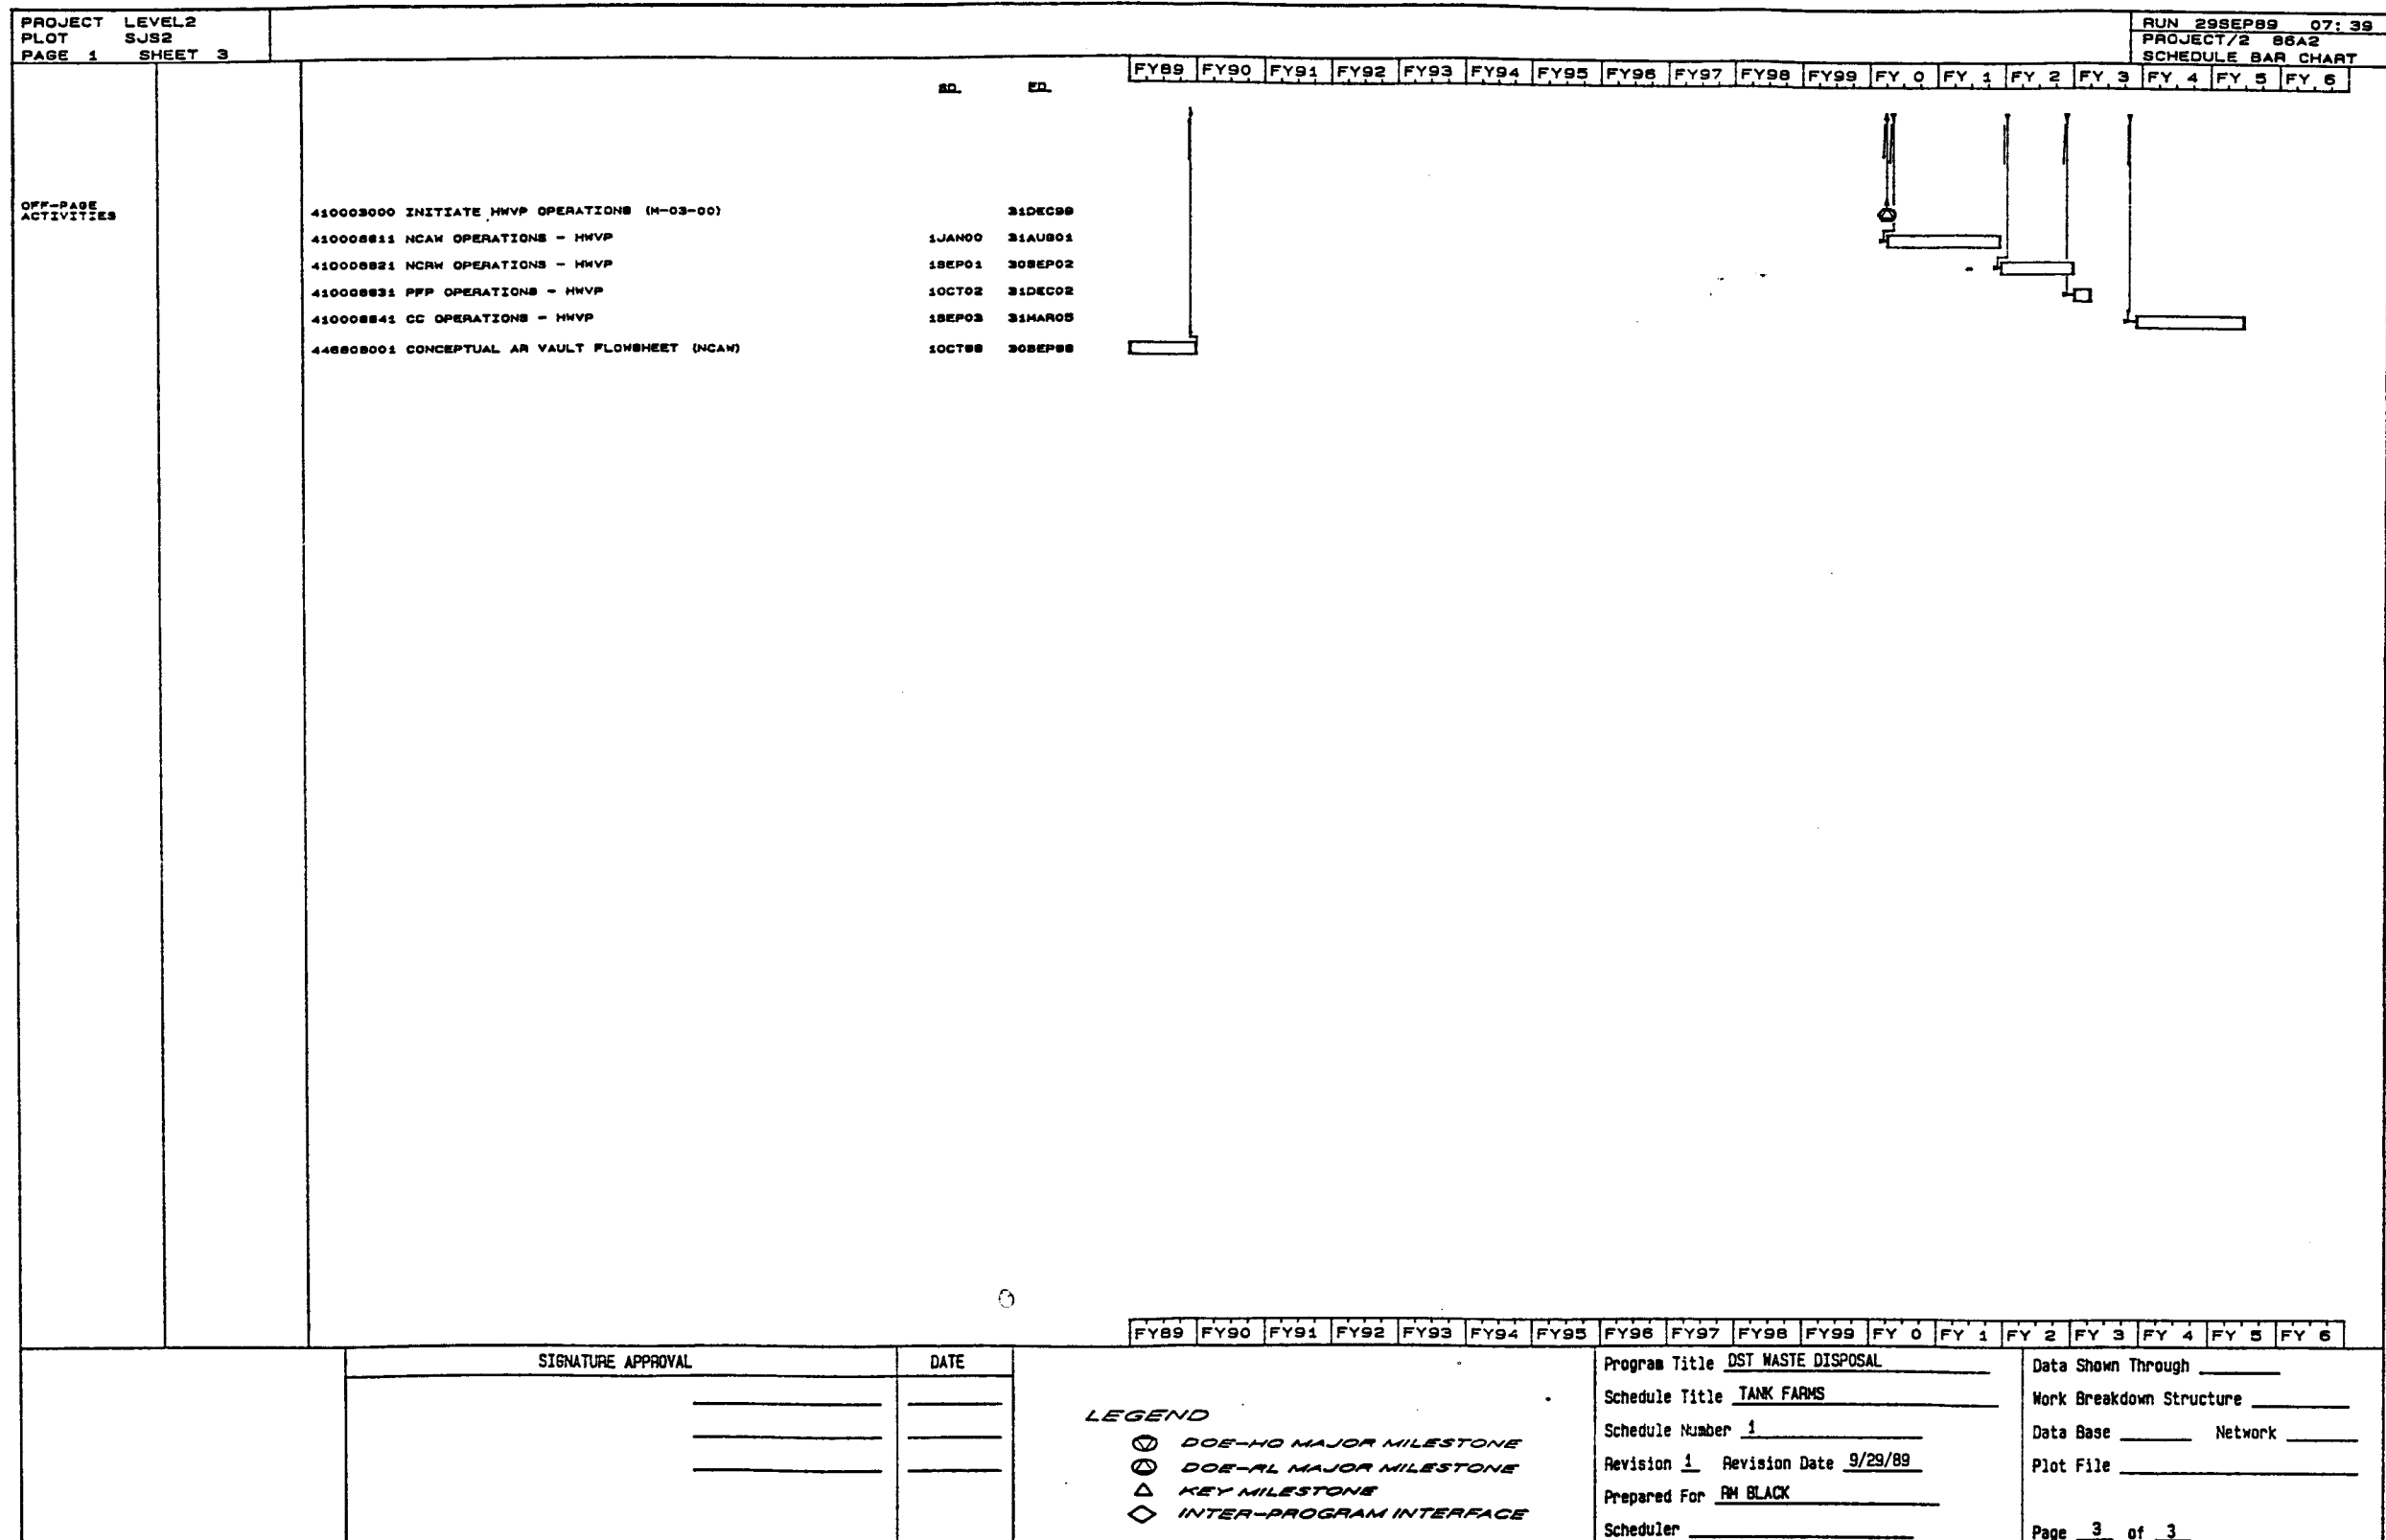 PROJECT LEVEL2
PLOT SJS2
PAGE 1 SHEET 3
RUN 29SEP89 07:39
PROJECT/2 86A2
SCHEDULE BAR CHART
SD FD
FY89 FY90 FY91 FY92 FY93 FY94 FY95 FY96 FY97 FY98 FY99 FY 0 FY 1 FY 2 FY 3 FY 4 FY 5 FY 6
OFF-PAGE
ACTIVITIES
410003000 INITIATE HWVP OPERATIONS (M-03-00) 31DEC99
NCAW OPERATIONS - HWVP 1JAN00 31AUG01
NCRW OPERATIONS - HWVP 1SEP01 30SEP02
PFP OPERATIONS - HWVP 1OCT02 31DEC02
CC OPERATIONS - HWVP 1SEP03 31MAR05
CONCEPTUAL AR VAULT FLOWSHEET (NCAW) 1OCT88
FY89 FY90 FY91 FY92 FY93 FY94 FY95 FY96 FY97 FY98 FY99 FY 0 FY 1 FY 2 FY 3 FY 4 FY 5 FY 6
SIGNATURE APPROVAL DATE
LEGEND
DOE-HQ MAJOR MILESTONE
DOE-RL MAJOR MILESTONE
KEY MILESTONE
INTER-PROGRAM INTERFACE
Program Title DST WASTE DISPOSAL
Schedule Title TANK FARMS
Schedule Number 1
Revision 1 Revision Date 9/29/89
Prepared For RM BLACK
Scheduler
Data Shown Through
Work Breakdown Structure
Data Base Network
Plot File
Page 3 of 3